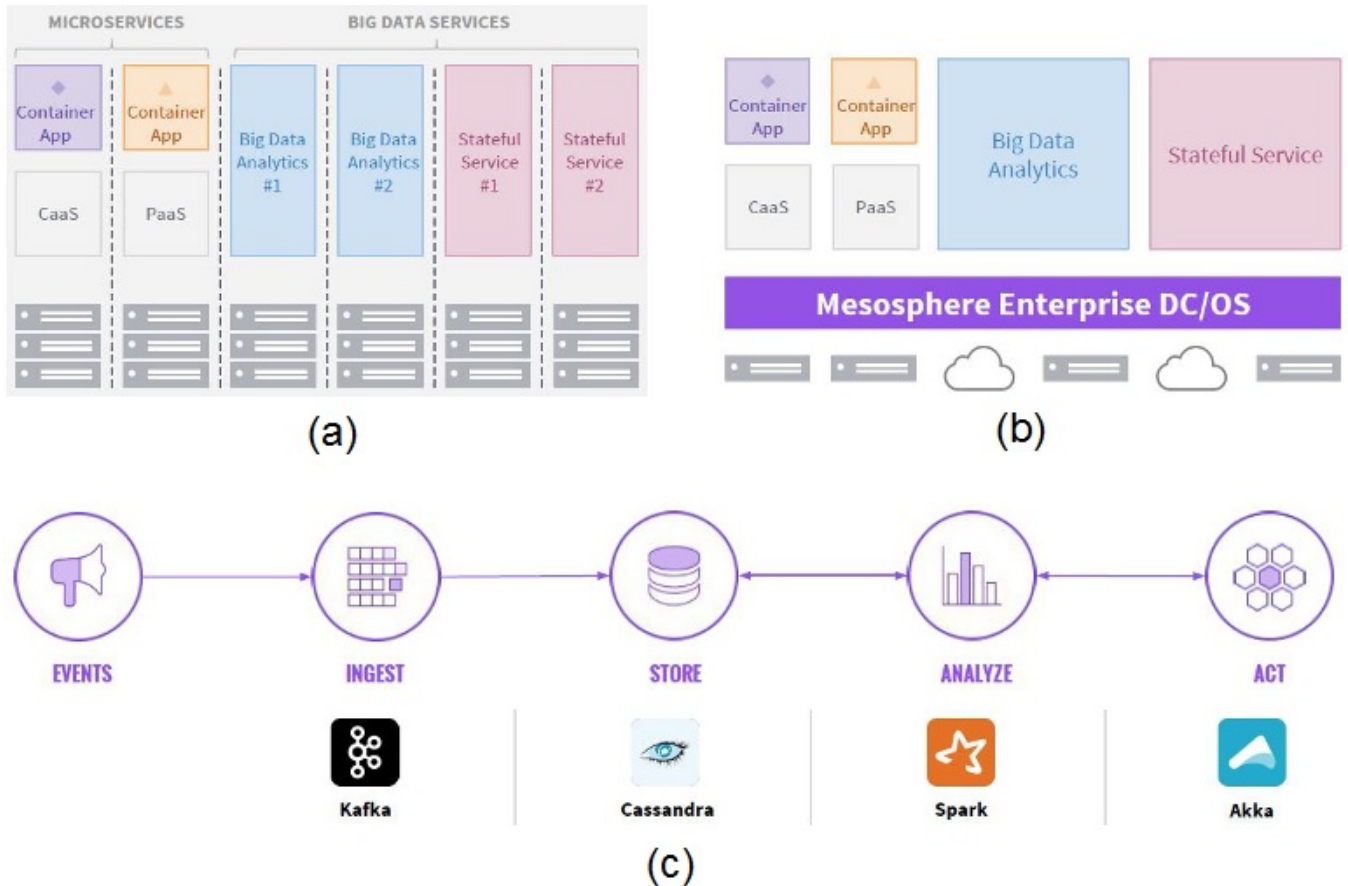 MICROSERVICES
BIG DATA SERVICES
Container
App
Container
App
Big Data
Analytics
#1
Big Data
Analytics
#2
Stateful
Service
#1
Stateful
Service
#2
CaaS
PaaS
(a)
Container
App
Container
App
Big Data
Analytics
Stateful Service
CaaS
PaaS
Mesosphere Enterprise DC/OS
(b)
EVENTS
INGEST
STORE
ANALYZE
ACT
Kafka
Cassandra
Spark
Akka
(c)